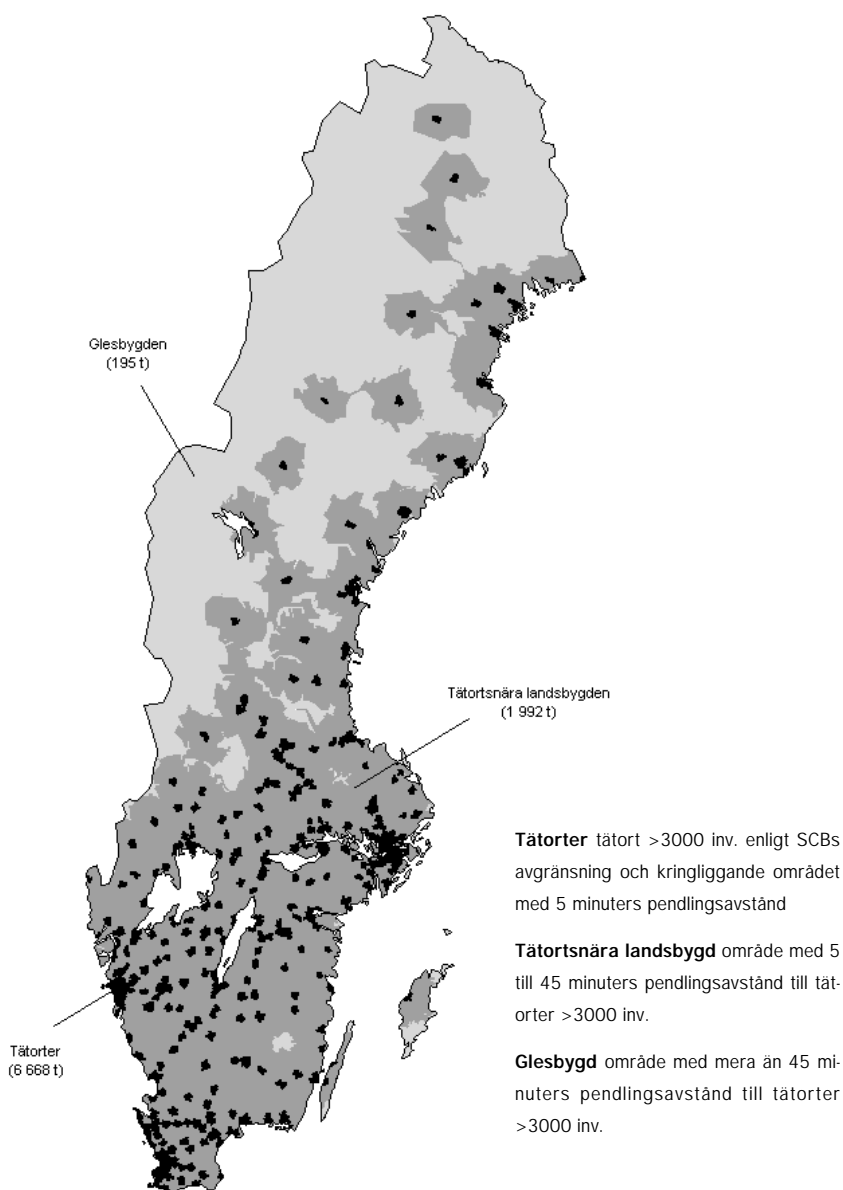 Glesbygden
(195 t)
Tätortsnära landsbygden
(1 992 t)
Tätorter tätort >3000 inv. enligt SCBs
avgränsning och kringliggande området
med 5 minuters pendlingsavstånd
Tätortsnära landsbygd område med 5
till 45 minuters pendlingsavstånd till tät-
orter >3000 inv.
Glesbygd område med mera än 45 mi-
nuters pendlingsavstånd till tätorter
>3000 inv.
Tätorter
(6 668 t)